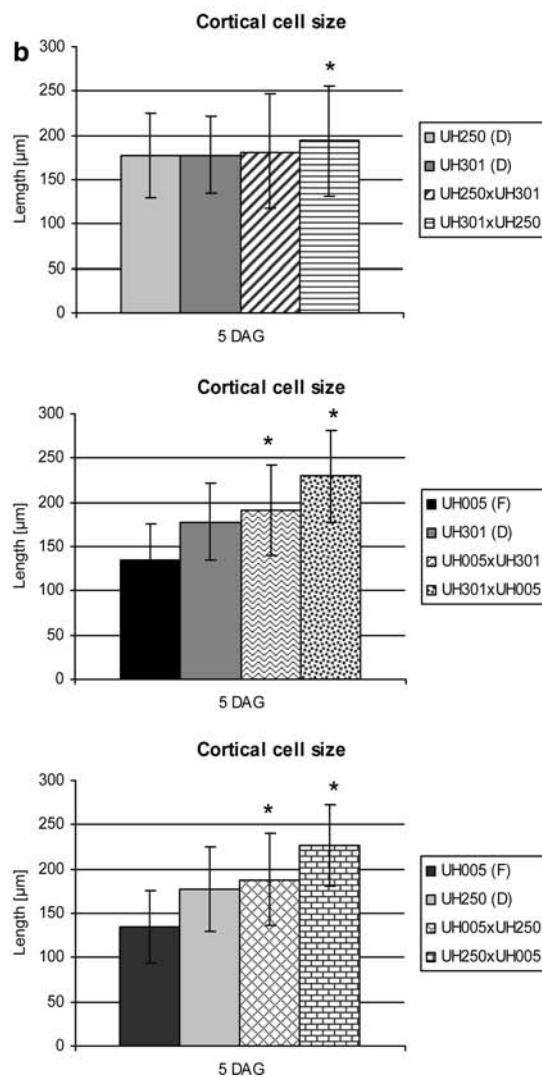 b
Cortical cell size
300
250
200
150
100
50
0
Lemgth [µm]
*
5 DAG
UH250 (D)
UH301 (D)
UH250xUH301
UH301xUH250
Cortical cell size
300
250
200
150
100
50
0
Length [µm]
*
*
5 DAG
UH005 (F)
UH301 (D)
UH005xUH301
UH301xUH005
Cortical cell size
300
250
200
150
100
50
0
Length [µm]
*
*
5 DAG
UH005 (F)
UH250 (D)
UH005xUH250
UH250xUH005